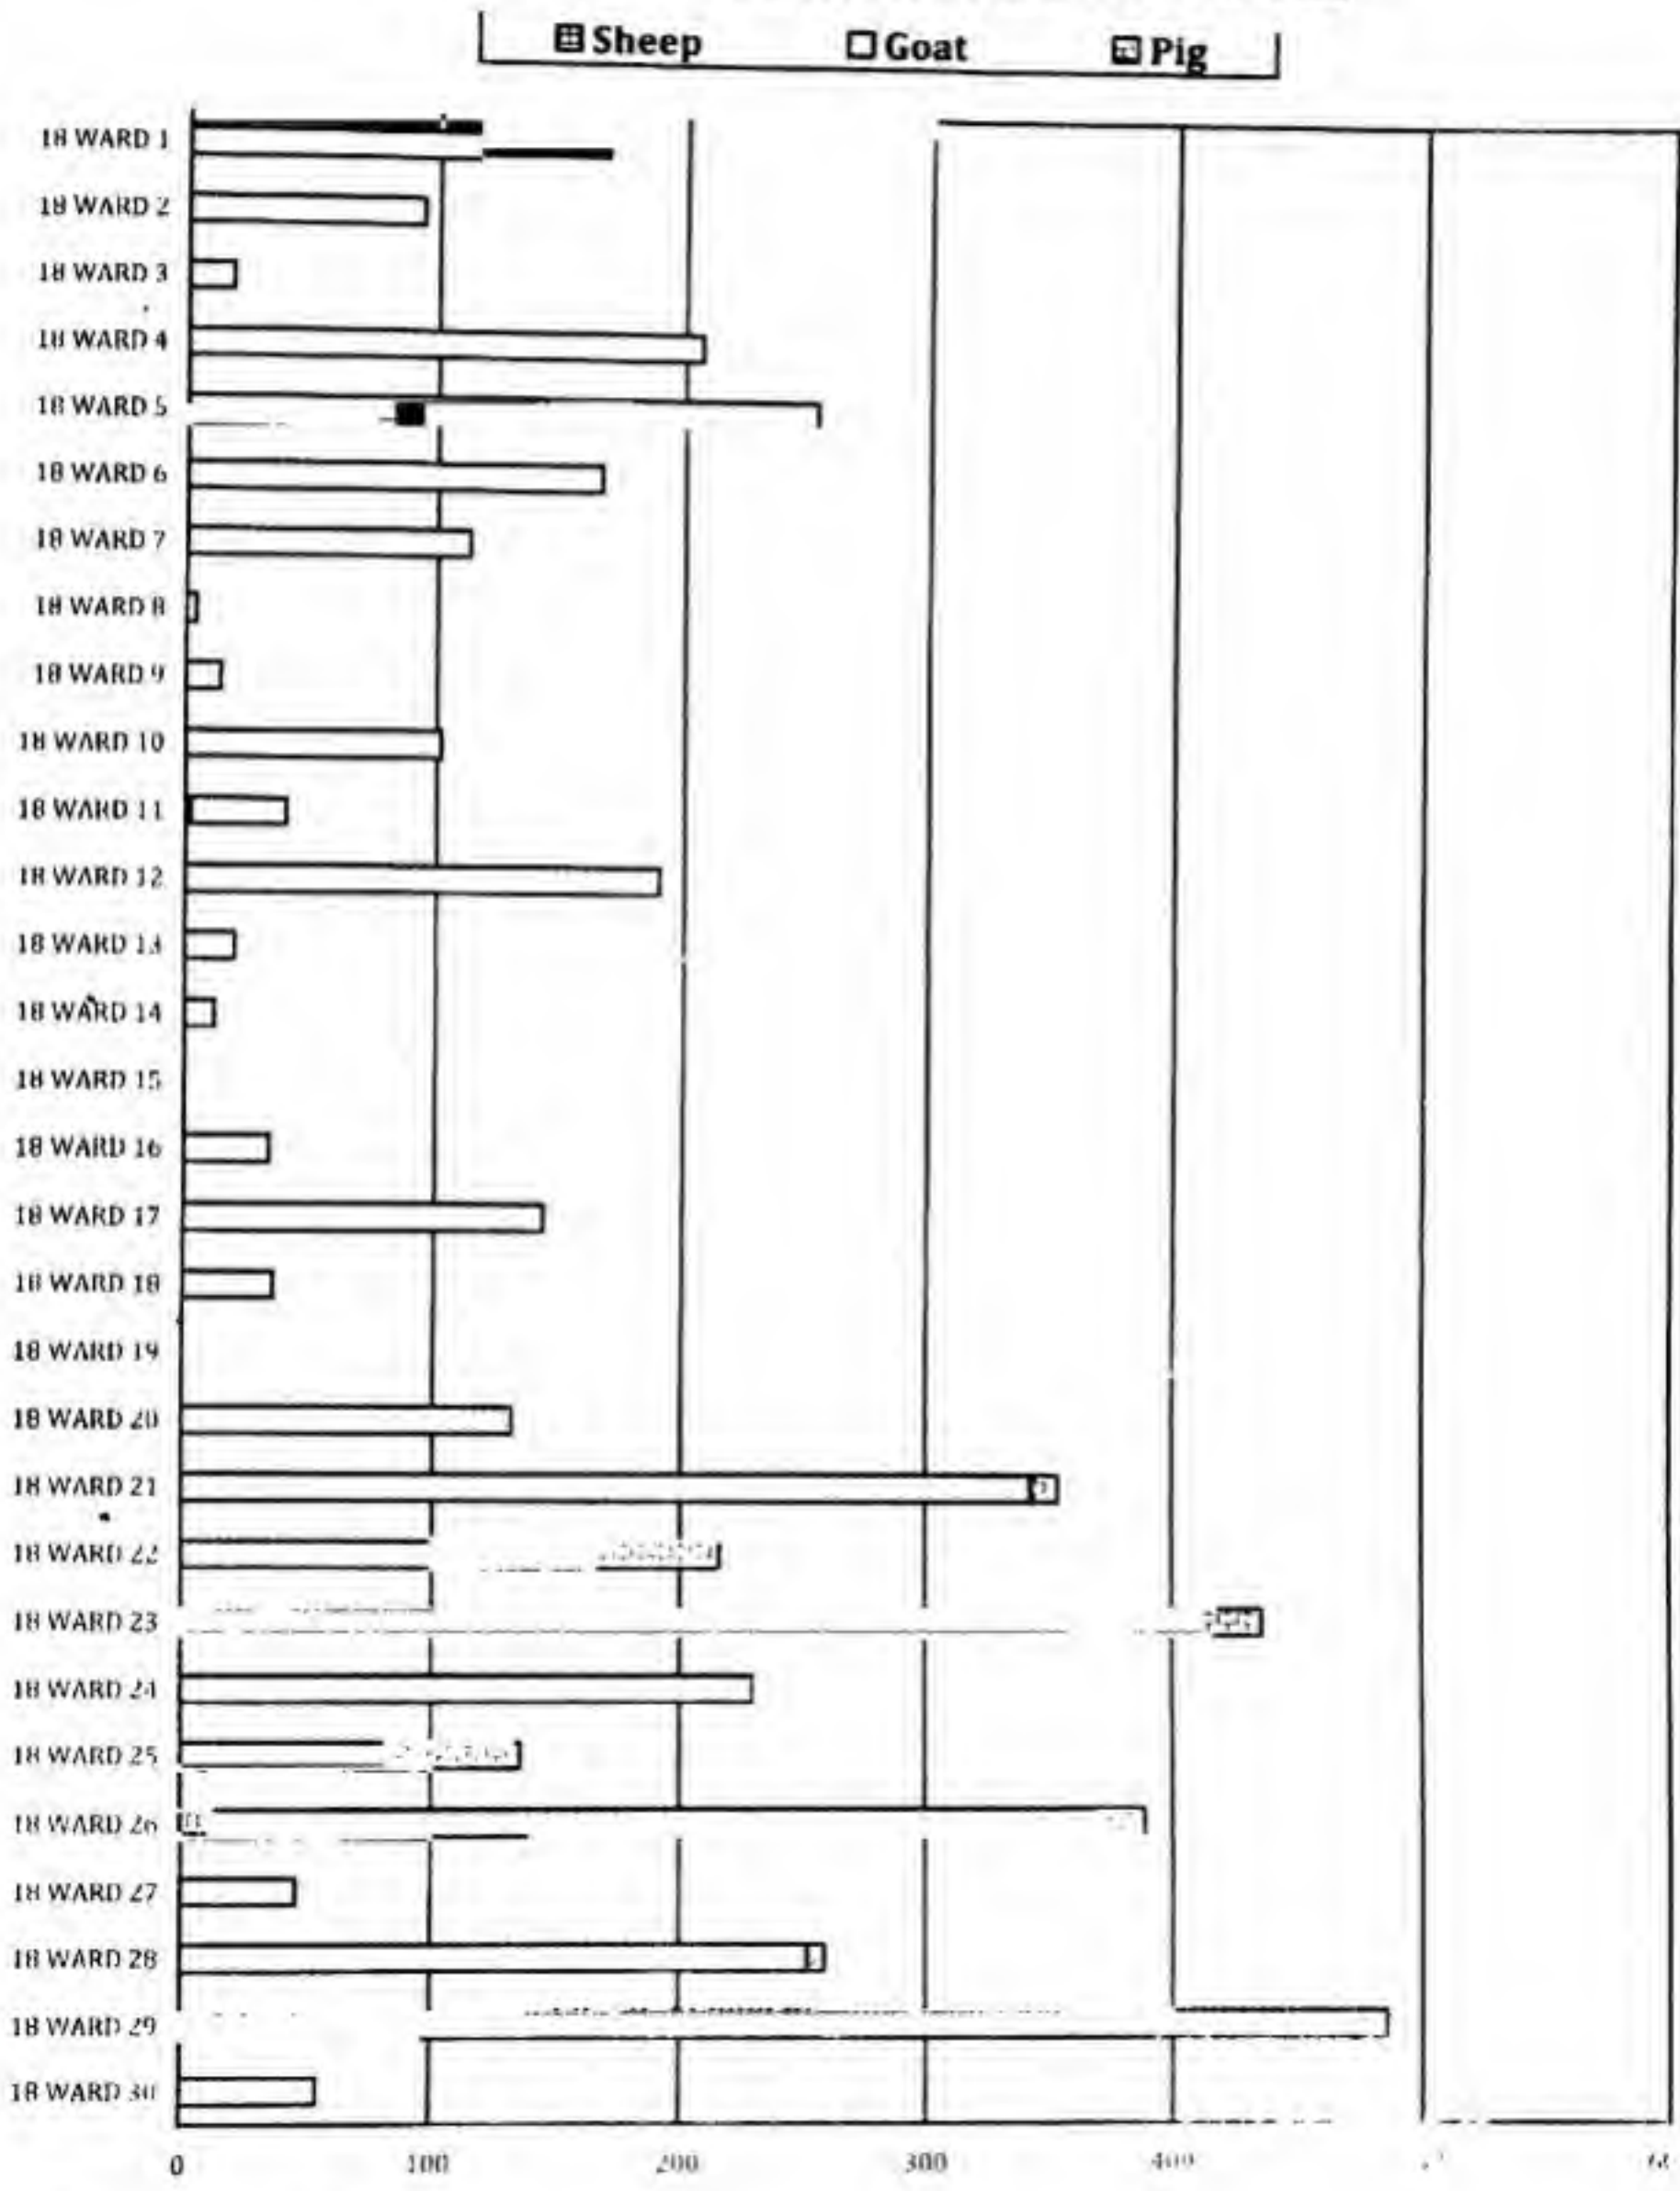 Sheep Goat Pig
18 WARD 1
18 WARD 2
18 WARD 3
18 WARD 4
18 WARD 5
18 WARD 6
18 WARD 7
18 WARD 8
18 WARD 9
18 WARD 10
18 WARD 11
18 WARD 12
18 WARD 13
18 WARD 14
18 WARD 15
18 WARD 16
18 WARD 17
18 WARD 18
18 WARD 19
18 WARD 20
18 WARD 21
18 WARD 22
18 WARD 23
18 WARD 24
18 WARD 25
18 WARD 26
18 WARD 27
18 WARD 28
18 WARD 29
18 WARD 30
0 100 200 300 400